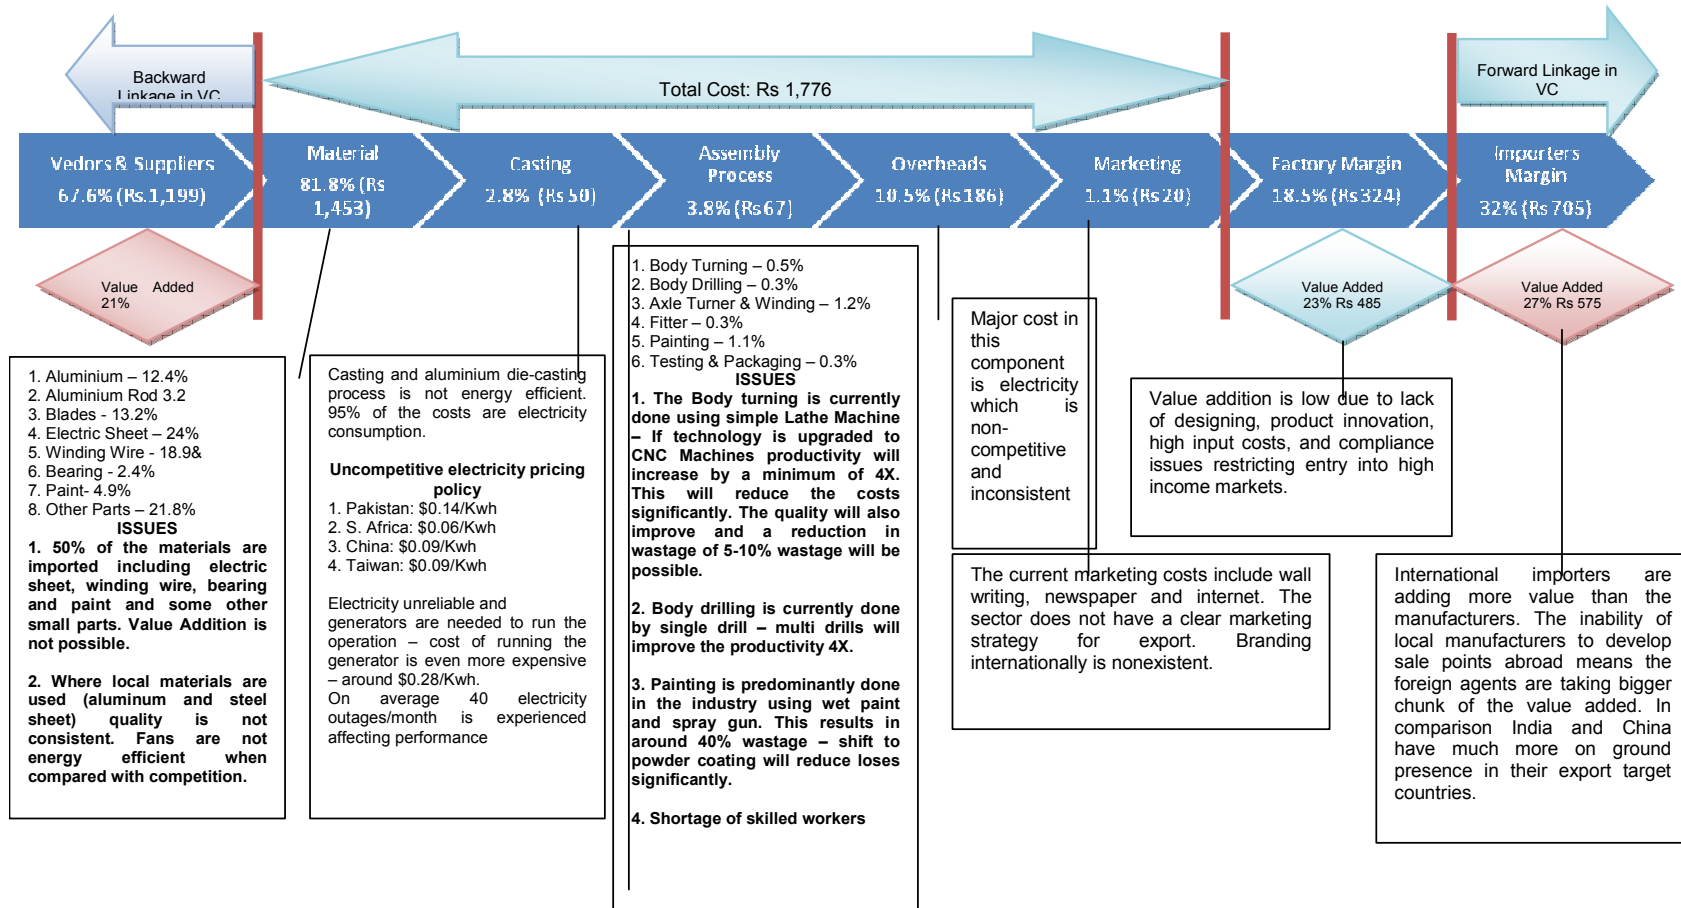 Backward
Linkage in VC
Total Cost: Rs 1,776
Forward Linkage in
VC
Vedors & Suppliers
67.6% (Rs.1,199)
Material
81.8% (Rs
1,453)
Casting
2.8% (Rs 50)
Assembly
Process
3.8% (Rs 67)
Overheads
10.5% (Rs 186)
Marketing
1.1% (Rs 20)
Factory Margin
18.5% (Rs 324)
Importers
Margin
32% (Rs 705)
Value Added
21%
Value Added
23% Rs 485
Value Added
27% Rs 575
1. Aluminium – 12.4%
2. Aluminium Rod 3.2
3. Blades - 13.2%
4. Electric Sheet – 24%
5. Winding Wire - 18.9&
6. Bearing - 2.4%
7. Paint- 4.9%
8. Other Parts – 21.8%
ISSUES
1. 50% of the materials are
imported including electric
sheet, winding wire, bearing
and paint and some other
small parts. Value Addition is
not possible.
2. Where local materials are
used (aluminum and steel
sheet) quality is not
consistent. Fans are not
energy efficient when
compared with competition.
Casting and aluminium die-casting
process is not energy efficient.
95% of the costs are electricity
consumption.
Uncompetitive electricity pricing
policy
1. Pakistan: $0.14/Kwh
2. S. Africa: $0.06/Kwh
3. China: $0.09/Kwh
4. Taiwan: $0.09/Kwh
Electricity unreliable and
generators are needed to run the
operation – cost of running the
generator is even more expensive
– around $0.28/Kwh.
On average 40 electricity
outages/month is experienced
affecting performance
1. Body Turning – 0.5%
2. Body Drilling – 0.3%
3. Axle Turner & Winding – 1.2%
4. Fitter – 0.3%
5. Painting – 1.1%
6. Testing & Packaging – 0.3%
ISSUES
1. The Body turning is currently
done using simple Lathe Machine
– If technology is upgraded to
CNC Machines productivity will
increase by a minimum of 4X.
This will reduce the costs
significantly. The quality will also
improve and a reduction in
wastage of 5-10% wastage will be
possible.
2. Body drilling is currently done
by single drill – multi drills will
improve the productivity 4X.
3. Painting is predominantly done
in the industry using wet paint
and spray gun. This results in
around 40% wastage – shift to
powder coating will reduce loses
significantly.
4. Shortage of skilled workers
Major cost in
this
component
is electricity
which is
non-
competitive
and
inconsistent
The current marketing costs include wall
writing, newspaper and internet. The
sector does not have a clear marketing
strategy for export. Branding
internationally is nonexistent.
Value addition is low due to lack
of designing, product innovation,
high input costs, and compliance
issues restricting entry into high
income markets.
International importers are
adding more value than the
manufacturers. The inability of
local manufacturers to develop
sale points abroad means the
foreign agents are taking bigger
chunk of the value added. In
comparison India and China
have much more on ground
presence in their export target
countries.